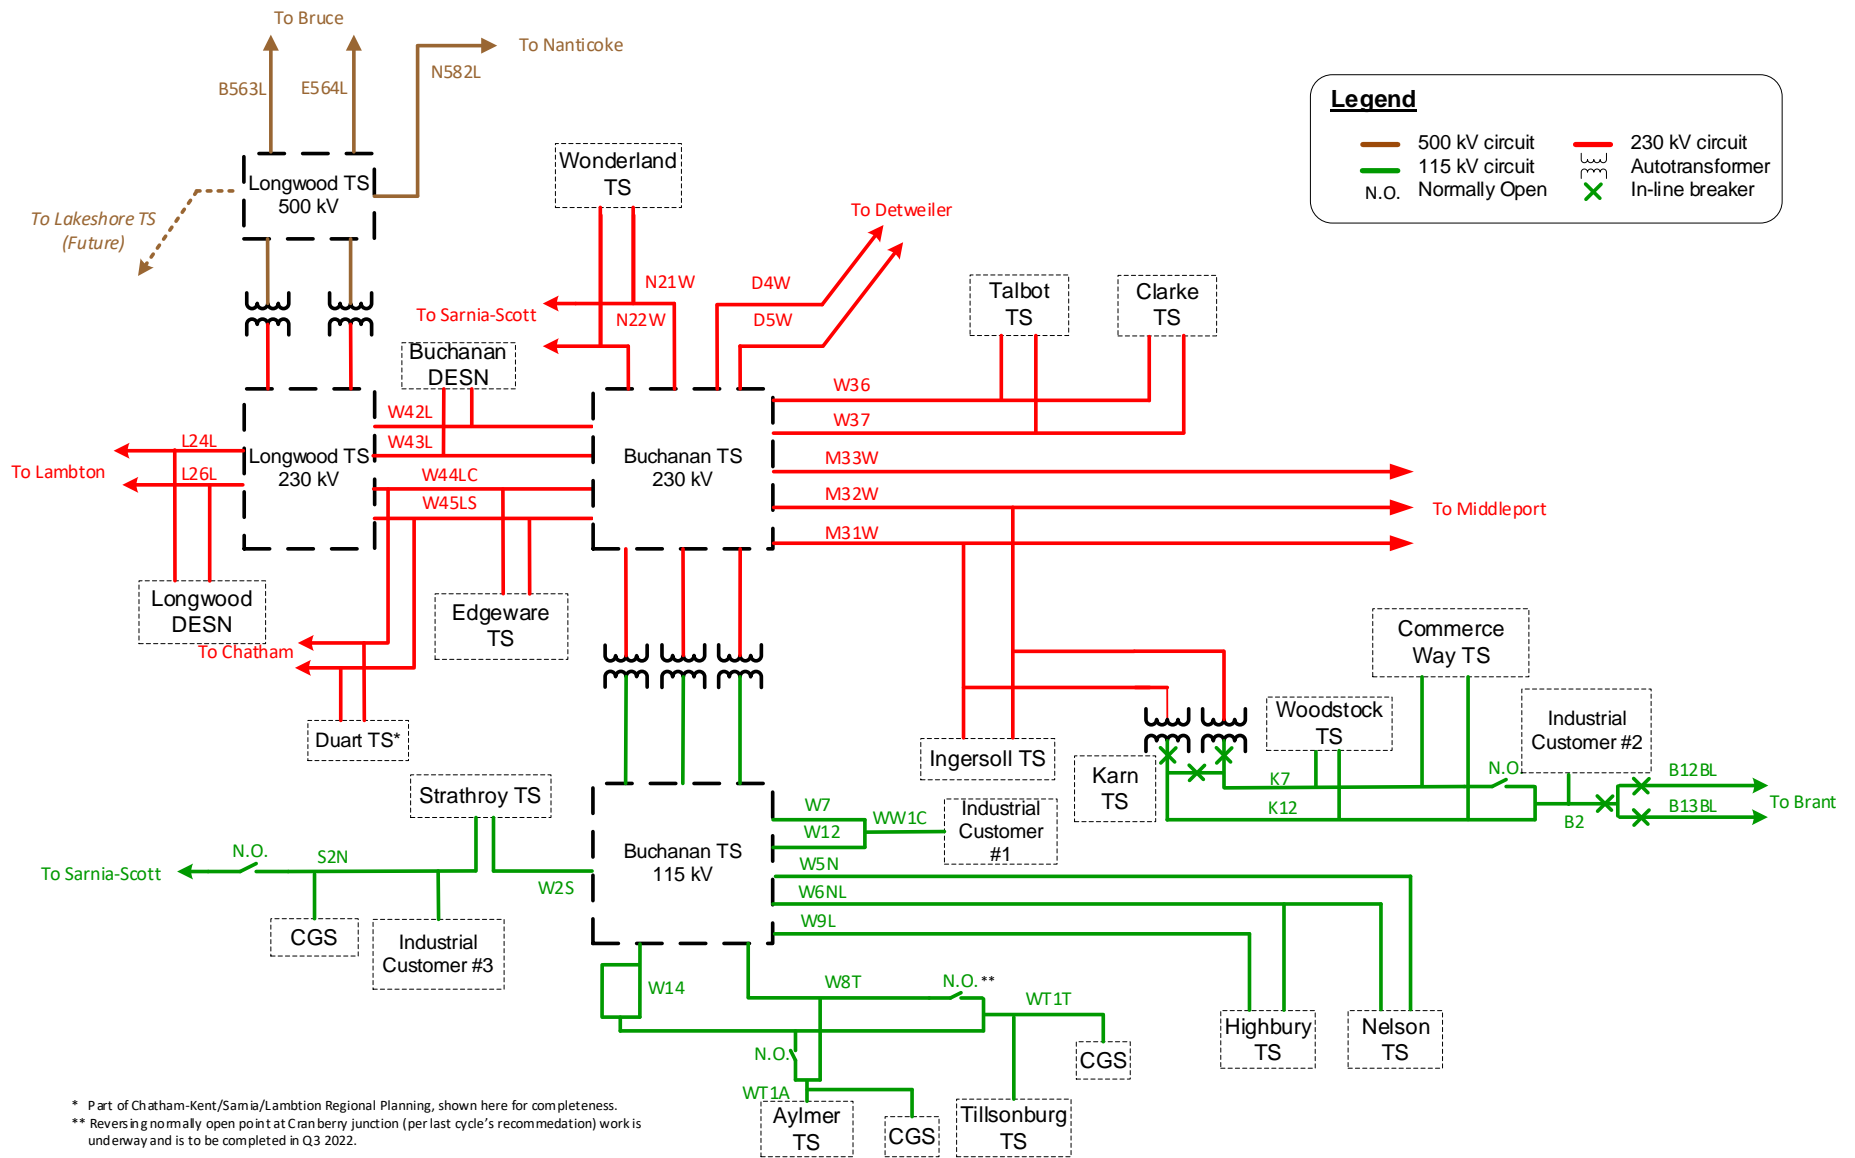 To Bruce
To Nanticoke
N582L
B563L
E564L
Legend
500 kV circuit
230 kV circuit
115 kV circuit
Autotransformer
N.O.
Normally Open
In-line breaker
Longwood TS
500 kV
To Lakeshore TS
(Future)
Wonderland
TS
To Detweiler
N21W
D4W
To Sarnia-Scott
N22W
D5W
Talbot
TS
Clarke
TS
Buchanan
DESN
W36
W42L
W37
W43L
L24L
To Lambton
L26L
Longwood TS
230 kV
Buchanan TS
230 kV
M33W
W44LC
W45LS
M32W
To Middleport
M31W
Longwood
DESN
Edgeware
TS
To Chatham
Duart TS*
Commerce
Way TS
Woodstock
TS
Industrial
Customer #2
Ingersoll TS
Karn
TS
K7
N.O.
K12
B2
B12BL
To Brant
B13BL
Strathroy TS
W7
WW1C
W12
Industrial
Customer
#1
N.O.
S2N
To Sarnia-Scott
W2S
Buchanan TS
115 kV
W5N
W6NL
W9L
CGS
Industrial
Customer #3
W14
W8T
N.O. **
WT1T
N.O.
WT1A
CGS
Highbury
TS
Nelson
TS
Aylmer
TS
CGS
Tillsonburg
TS
* Part of Chatham-Kent/Sarnia/Lambtion Regional Planning, shown here for completeness.
** Reversing normally open point at Cranberry junction (per last cycle's recommedation) work is
underway and is to be completed in Q3 2022.